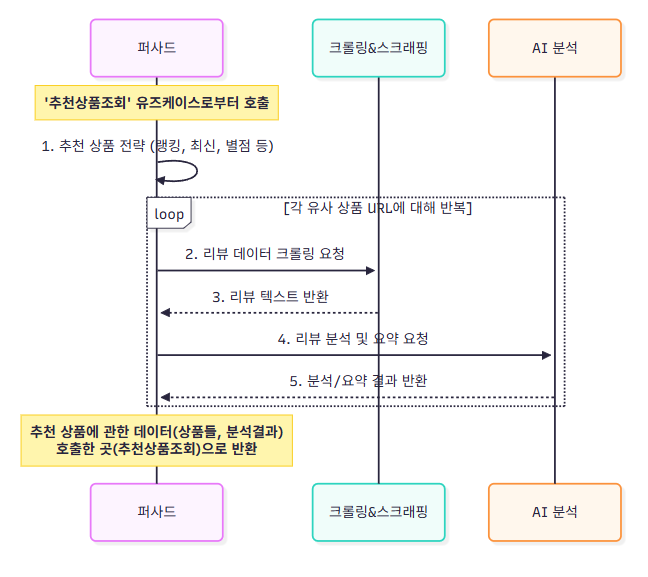 퍼사드
크롤링&스크래핑
AI 분석
'추천상품조회' 유즈케이스로부터 호출
1. 추천 상품 전략 (랭킹, 최신, 별점 등)
loop
[각 유사 상품 URL에 대해 반복]
2. 리뷰 데이터 크롤링 요청
3. 리뷰 텍스트 반환
4. 리뷰 분석 및 요약 요청
5. 분석/요약 결과 반환
추천 상품에 관한 데이터(상품들, 분석결과)
호출한 곳(추천상품조회)으로 반환
퍼사드
크롤링&스크래핑
AI 분석